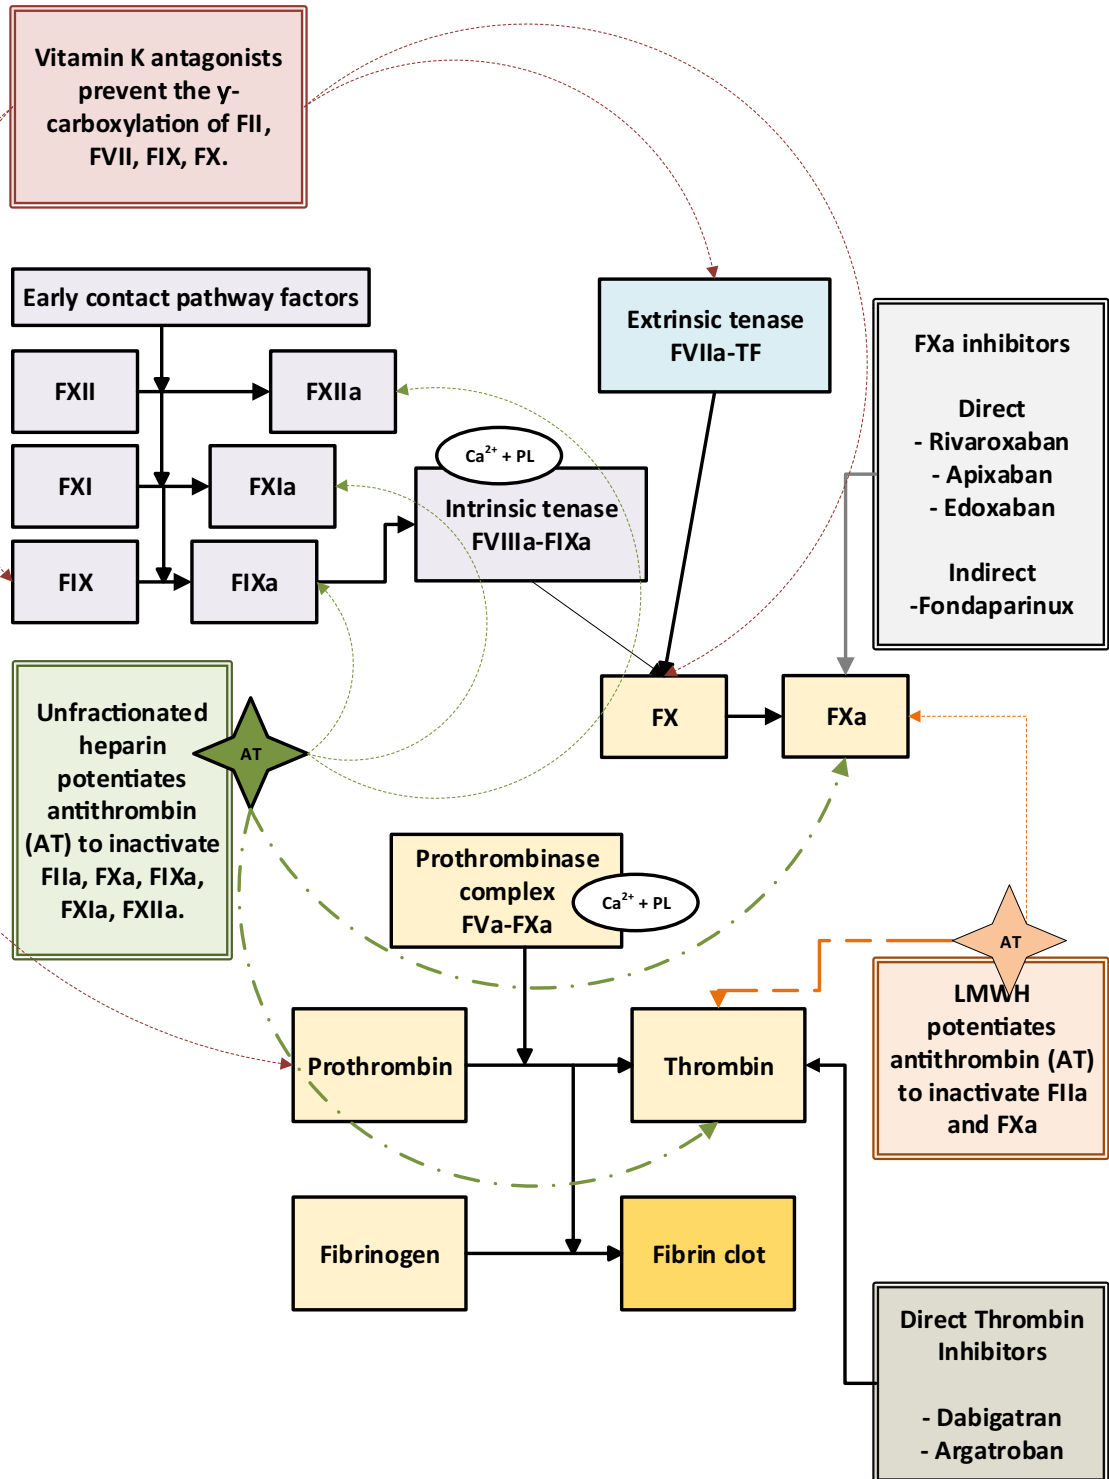 Vitamin K antagonists
prevent the γ-
carboxylation of FII,
FVII, FIX, FX.
Early contact pathway factors
FXII
FXIIa
FXI
FXIa
FIX
FIXa
Ca2+ + PL
Intrinsic tenase
FVIIIa-FIXa
Extrinsic tenase
FVIIa-TF
FXa inhibitors
Direct
- Rivaroxaban
- Apixaban
- Edoxaban
Indirect
-Fondaparinux
FX
FXa
Unfractionated
heparin
potentiates
antithrombin
(AT) to inactivate
FIIa, FXa, FIXa,
FXIa, FXIIa.
AT
Prothrombinase
complex
FVa-FXa
Ca2+ + PL
AT
LMWH
potentiates
antithrombin (AT)
to inactivate FIIa
and FXa
Prothrombin
Thrombin
Fibrinogen
Fibrin clot
Direct Thrombin
Inhibitors
- Dabigatran
- Argatroban